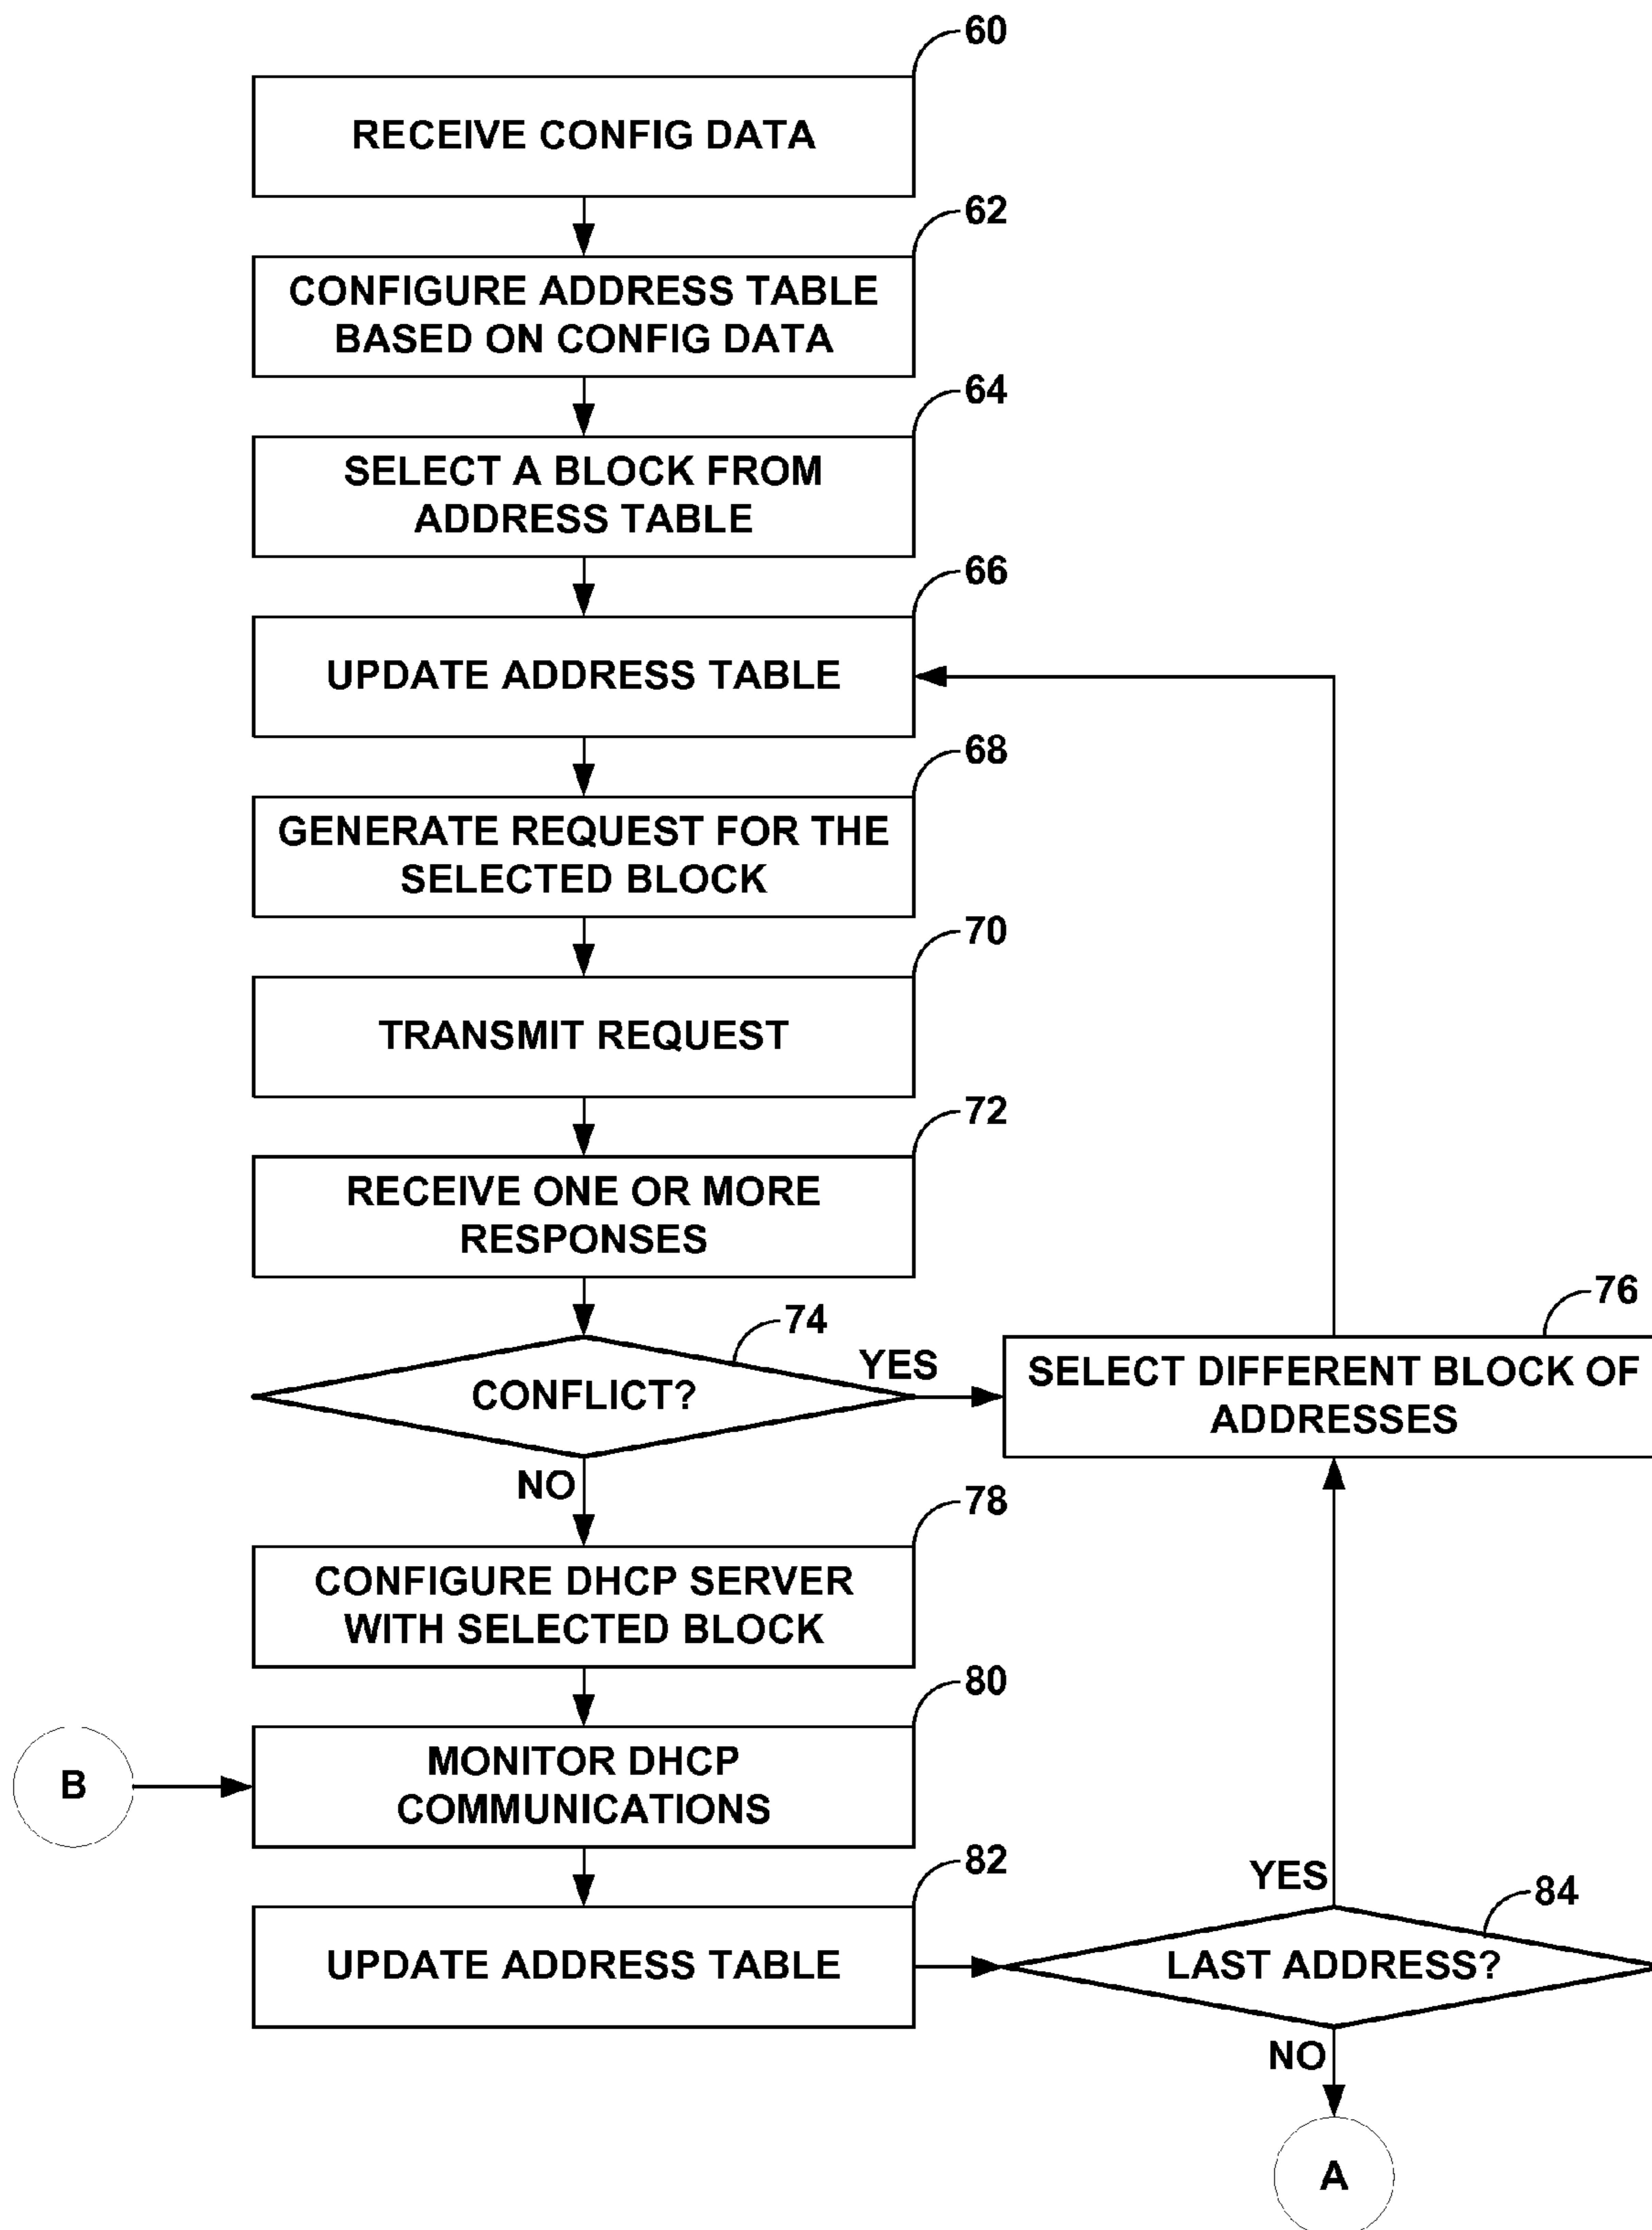 60
RECEIVE CONFIG DATA
62
CONFIGURE ADDRESS TABLE
BASED ON CONFIG DATA
64
SELECT A BLOCK FROM
ADDRESS TABLE
66
UPDATE ADDRESS TABLE
68
GENERATE REQUEST FOR THE
SELECTED BLOCK
70
TRANSMIT REQUEST
72
RECEIVE ONE OR MORE
RESPONSES
74
CONFLICT?
YES
76
SELECT DIFFERENT BLOCK OF
ADDRESSES
NO
78
CONFIGURE DHCP SERVER
WITH SELECTED BLOCK
80
B
MONITOR DHCP
COMMUNICATIONS
82
UPDATE ADDRESS TABLE
YES
84
LAST ADDRESS?
NO
A